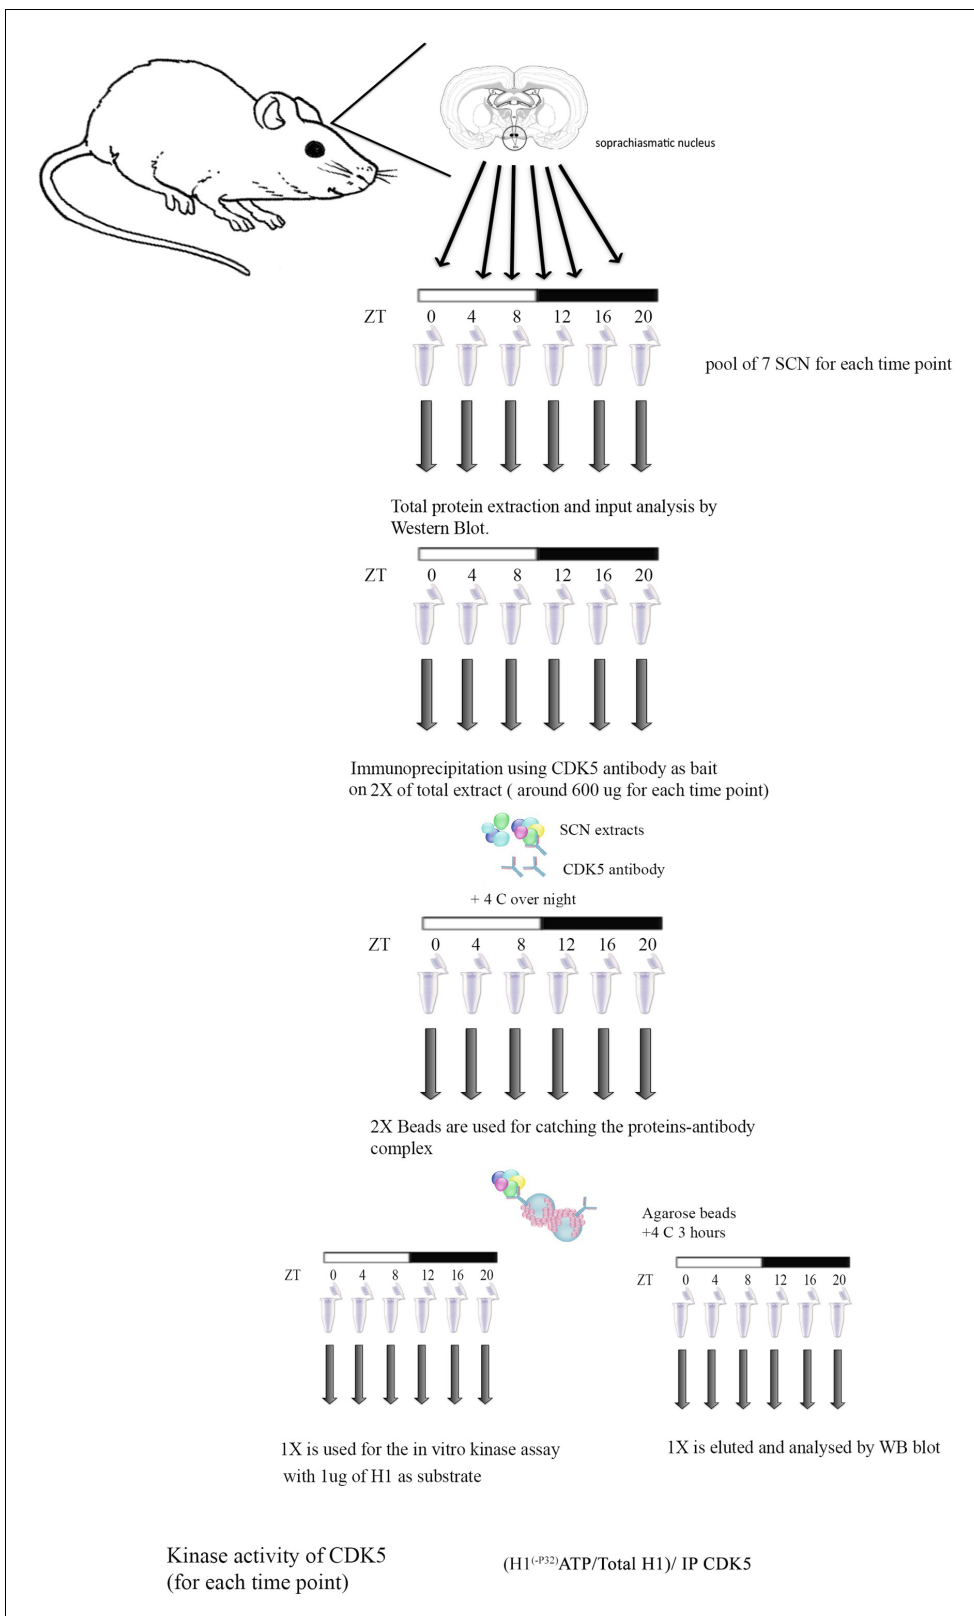 soprachiasmatic nucleus
ZT 0 4 8 12 16 20
pool of 7 SCN for each time point
Total protein extraction and input analysis by
Western Blot.
ZT 0 4 8 12 16 20
Immunoprecipitation using CDK5 antibody as bait
on 2X of total extract ( around 600 ug for each time point)
SCN extracts
CDK5 antibody
+ 4 C over night
ZT 0 4 8 12 16 20
2X Beads are used for catching the proteins-antibody
complex
Agarose beads
+4 C 3 hours
ZT 0 4 8 12 16 20
ZT 0 4 8 12 16 20
1X is used for the in vitro kinase assay
with 1ug of H1 as substrate
1X is eluted and analysed by WB blot
Kinase activity of CDK5
(for each time point)
(H1(-P32)ATP/Total H1)/ IP CDK5